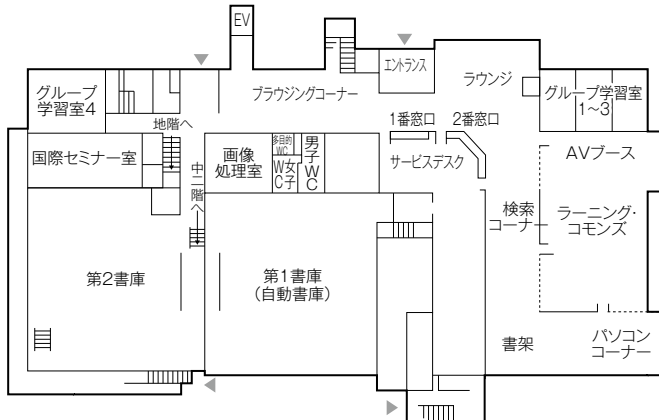 EV
エントランス
ラウンジ
グループ
学習室4
ブラウジングコーナー
グループ学習室
1~3
地階へ
1番窓口
2番窓口
国際セミナー室
画像
処理室
多目的
WC
女子
WC
男子WC
サービスデスク
AVブース
中二階へ
検索
コーナー
ラーニング・
コモンズ
第2書庫
第1書庫
(自動書庫)
書架
パソコン
コーナー